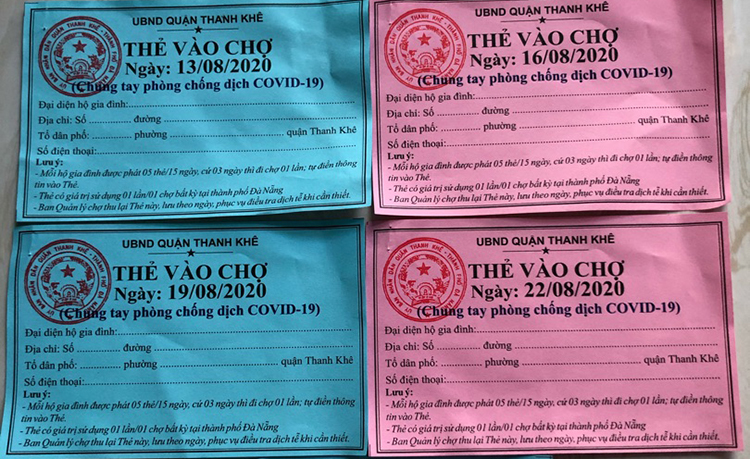 UBND QUẬN THANH KHÊ
THẺ VÀO CHỢ
Ngày: 13/08/2020
(Chung tay phòng chống dịch COVID-19)
Đại diện hộ gia đình:
Địa chỉ: Số ............ đường
Tổ dân phố: ............ phường ............ quận Thanh Khê
Số điện thoại:
Lưu ý:
- Mỗi hộ gia đình được phát 05 thẻ/15 ngày, cứ 03 ngày thì đi chợ 01 lần; tự điền thông
tin vào Thẻ.
- Thẻ có giá trị sử dụng 01 lần/01 chợ bất kỳ tại thành phố Đà Nẵng
- Ban Quản lý chợ thu lại Thẻ này, lưu theo ngày, phục vụ điều tra dịch tễ khi cần thiết.
UBND QUẬN THANH KHÊ
THẺ VÀO CHỢ
Ngày: 16/08/2020
(Chung tay phòng chống dịch COVID-19)
Đại diện hộ gia đình:
Địa chỉ: Số ............ đường
Tổ dân phố: ............ phường ............ quận Thanh Khê
Số điện thoại:
Lưu ý:
- Mỗi hộ gia đình được phát 05 thẻ/15 ngày, cứ 03 ngày thì đi chợ 01 lần; tự điền thông
tin vào Thẻ.
- Thẻ có giá trị sử dụng 01 lần/01 chợ bất kỳ tại thành phố Đà Nẵng
- Ban Quản lý chợ thu lại Thẻ này, lưu theo ngày, phục vụ điều tra dịch tễ khi cần thiết.
UBND QUẬN THANH KHÊ
THẺ VÀO CHỢ
Ngày: 19/08/2020
(Chung tay phòng chống dịch COVID-19)
Đại diện hộ gia đình:
Địa chỉ: Số ............ đường
Tổ dân phố: ............ phường ............ quận Thanh Khê
Số điện thoại:
Lưu ý:
- Mỗi hộ gia đình được phát 05 thẻ/15 ngày, cứ 03 ngày thì đi chợ 01 lần; tự điền thông
tin vào Thẻ.
- Thẻ có giá trị sử dụng 01 lần/01 chợ bất kỳ tại thành phố Đà Nẵng
- Ban Quản lý chợ thu lại Thẻ này, lưu theo ngày, phục vụ điều tra dịch tễ khi cần thiết.
UBND QUẬN THANH KHÊ
THẺ VÀO CHỢ
Ngày: 22/08/2020
(Chung tay phòng chống dịch COVID-19)
Đại diện hộ gia đình:
Địa chỉ: Số ............ đường
Tổ dân phố: ............ phường ............ quận Thanh Khê
Số điện thoại:
Lưu ý:
- Mỗi hộ gia đình được phát 05 thẻ/15 ngày, cứ 03 ngày thì đi chợ 01 lần; tự điền thông
tin vào Thẻ.
- Thẻ có giá trị sử dụng 01 lần/01 chợ bất kỳ tại thành phố Đà Nẵng
- Ban Quản lý chợ thu lại Thẻ này, lưu theo ngày, phục vụ điều tra dịch tễ khi cần thiết.